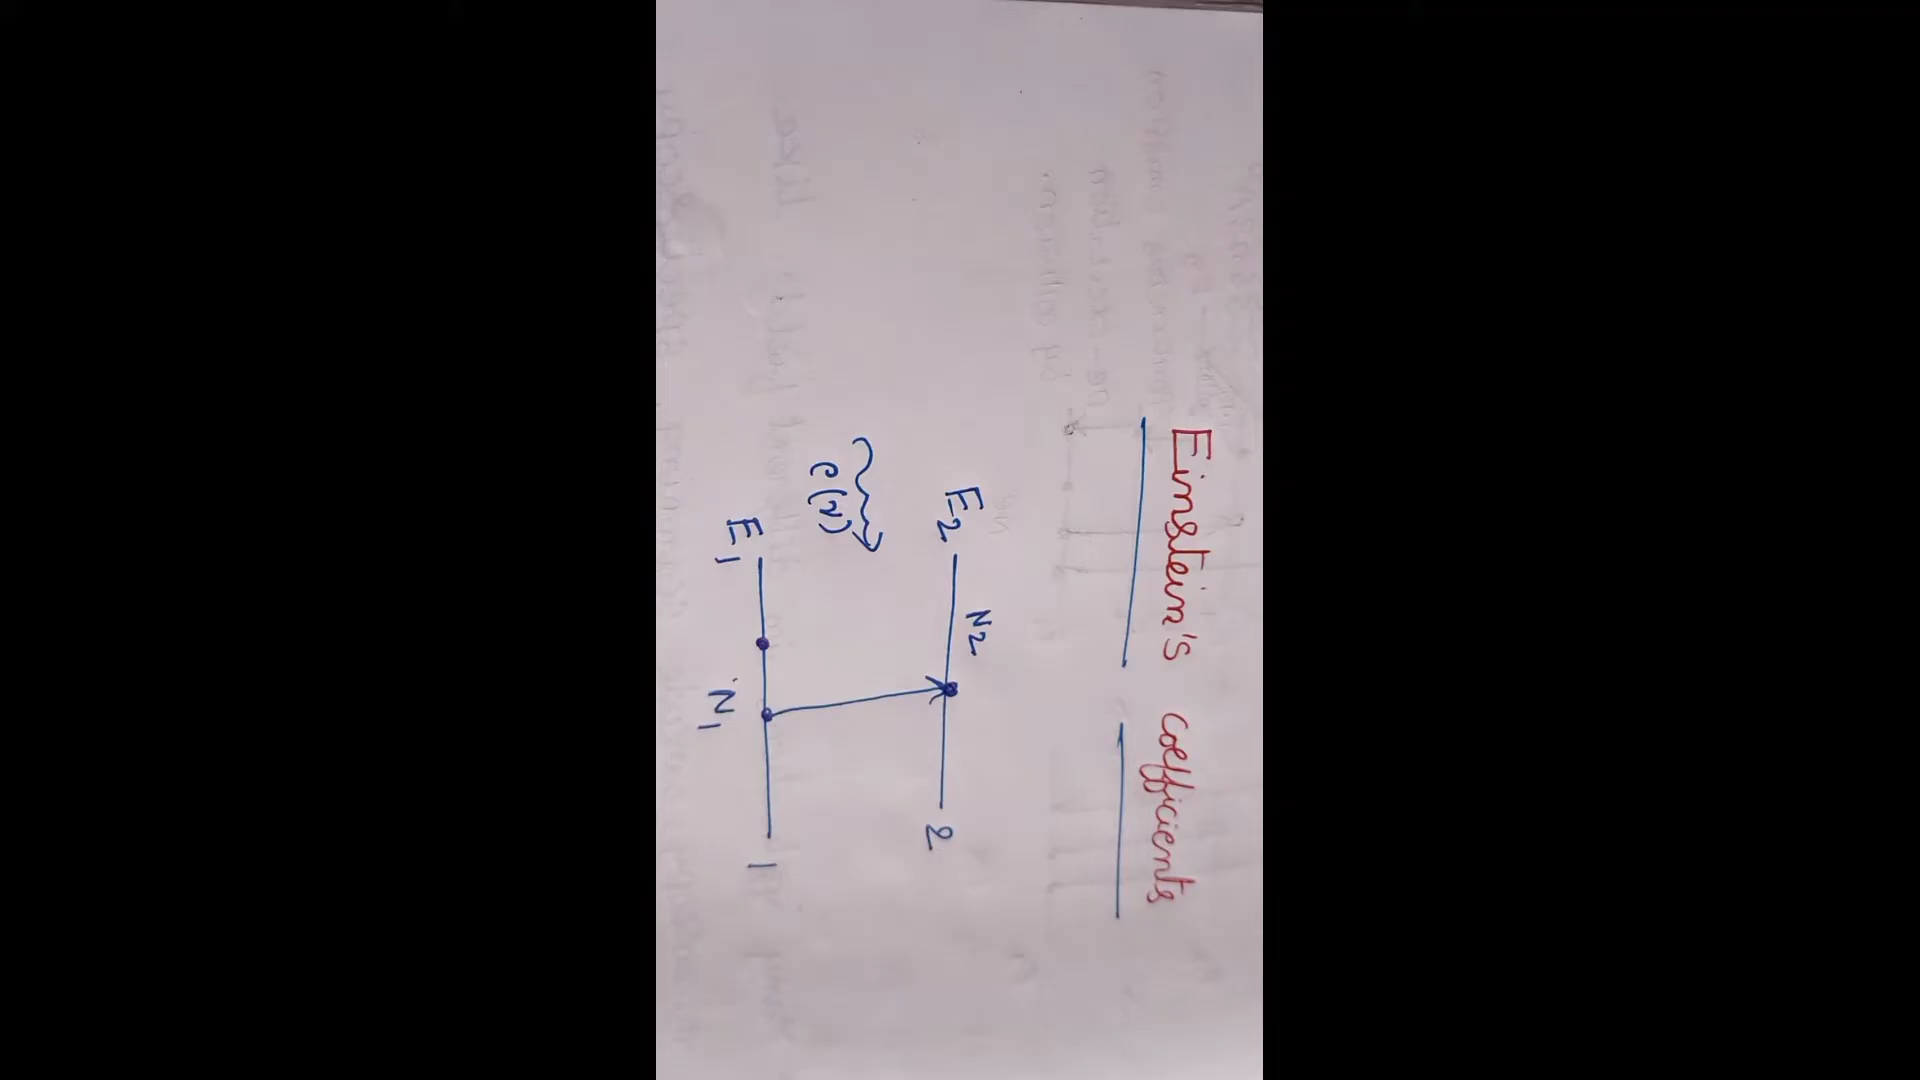 Einstein's coefficients
E2 N2 2
e(ν)
E1 N1 1